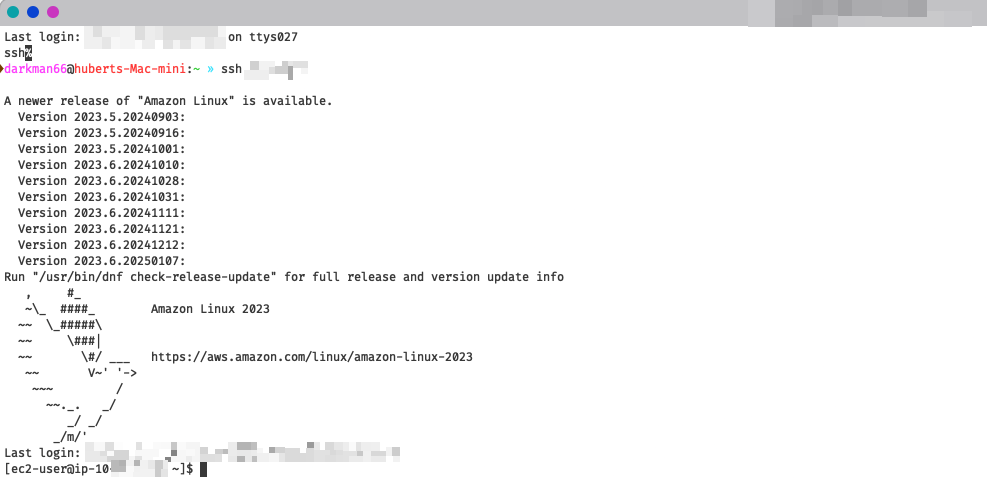 Last login: on ttys027
ssh%
darkman66@huberts-Mac-mini:~ » ssh
A newer release of "Amazon Linux" is available.
  Version 2023.5.20240903:
  Version 2023.5.20240916:
  Version 2023.5.20241001:
  Version 2023.6.20241010:
  Version 2023.6.20241028:
  Version 2023.6.20241031:
  Version 2023.6.20241111:
  Version 2023.6.20241121:
  Version 2023.6.20241212:
  Version 2023.6.20250107:
Run "/usr/bin/dnf check-release-update" for full release and version update info
   ,     #_
   ~\_  ####_        Amazon Linux 2023
  ~~  \_#####\
  ~~     \###|
  ~~       \#/ ___   https://aws.amazon.com/linux/amazon-linux-2023
   ~~       V~' '->
    ~~~         /
      ~~._.   _/
         _/ _/
       _/m/'
Last login:
[ec2-user@ip-10- ~]$